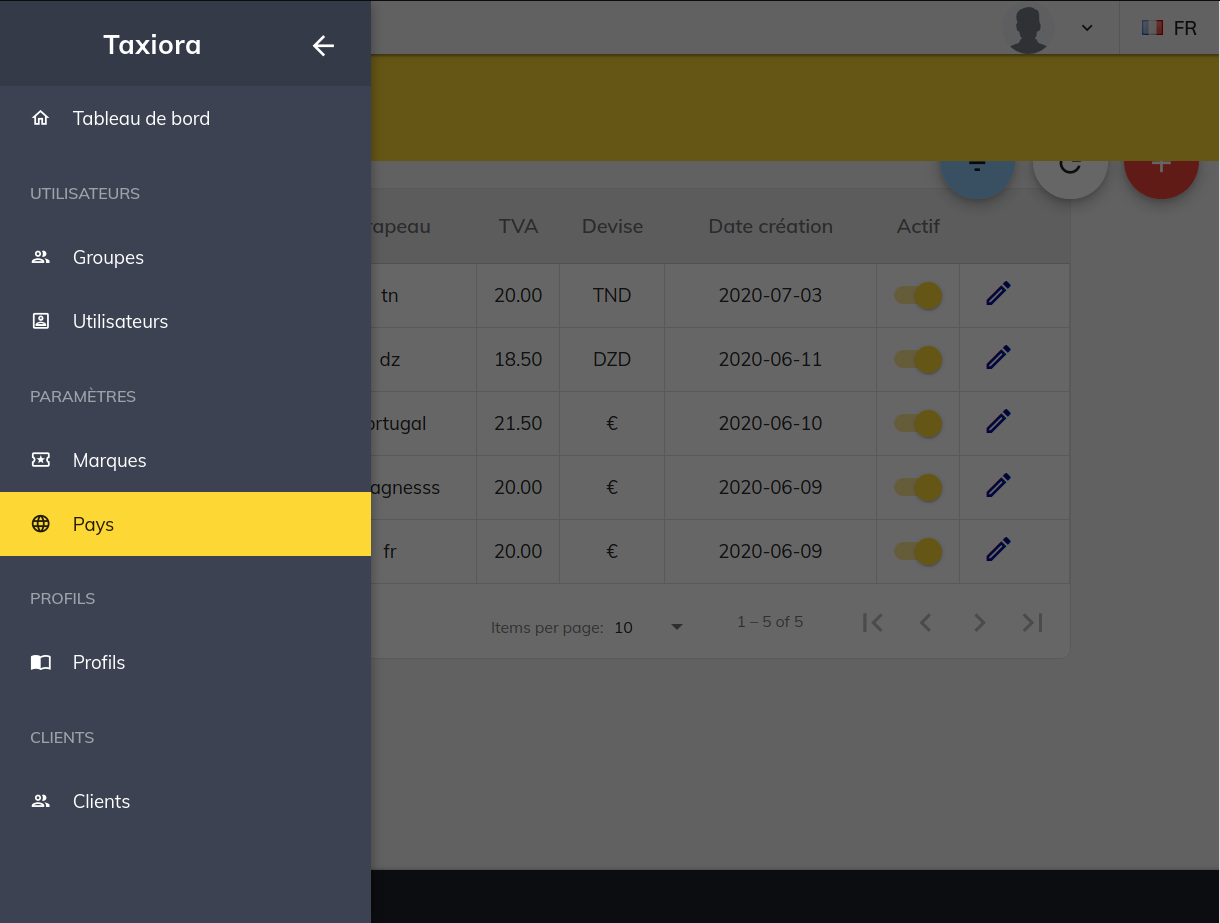 Taxiora
FR
Tableau de bord
UTILISATEURS
Groupes
Utilisateurs
PARAMÈTRES
Marques
Pays
PROFILS
Profils
CLIENTS
Clients
rapeau TVA Devise Date création Actif
tn 20.00 TND 2020-07-03
dz 18.50 DZD 2020-06-11
ortugal 21.50 € 2020-06-10
agnesss 20.00 € 2020-06-09
fr 20.00 € 2020-06-09
Items per page: 10 1 – 5 of 5